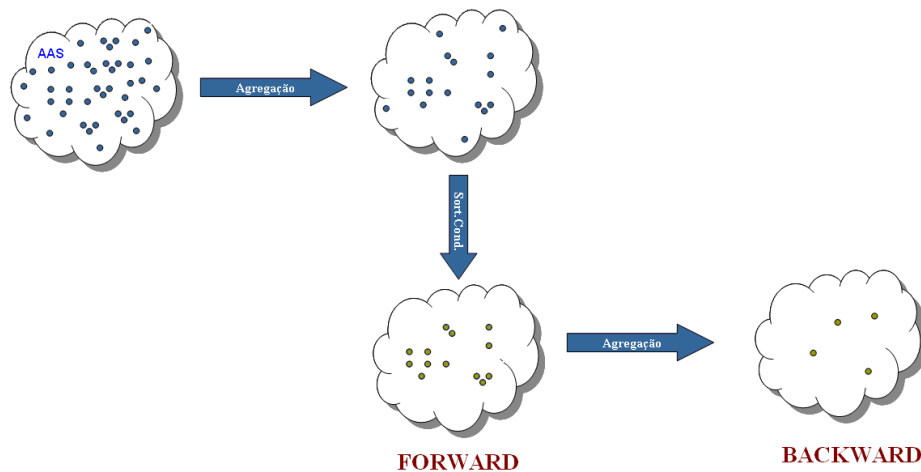 AAS
Agregação
Sort.Cond.
Agregação
FORWARD
BACKWARD